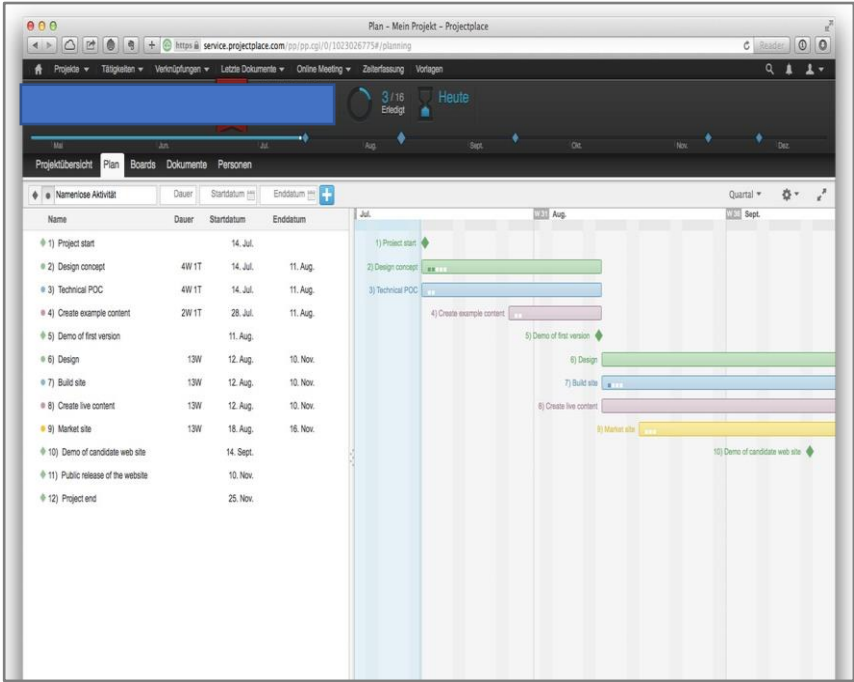 Plan – Mein Projekt – Projectplace
https service.projectplace.com/pp/pp.cgi/0/1023026775#/planning
Reader
Projekte Tätigkeiten Verknüpfungen Letzte Dokumente Online Meeting Zeiterfassung Vorlagen
3 / 16 Heute
Erledigt
Mai Jun. Jul. Aug. Sept. Okt. Nov. Dez.
Projektübersicht Plan Boards Dokumente Personen
Namenlose Aktivität Dauer Startdatum Enddatum Quartal
Name Dauer Startdatum Enddatum
Jul. W 31 Aug. W 36 Sept.
1) Project start 14. Jul. 1) Project start
2) Design concept 4W 1T 14. Jul. 11. Aug. 2) Design concept
3) Technical POC 4W 1T 14. Jul. 11. Aug. 3) Technical POC
4) Create example content 2W 1T 28. Jul. 11. Aug. 4) Create example content
5) Demo of first version 11. Aug. 5) Demo of first version
6) Design 13W 12. Aug. 10. Nov. 6) Design
7) Build site 13W 12. Aug. 10. Nov. 7) Build site
8) Create live content 13W 12. Aug. 10. Nov. 8) Create live content
9) Market site 13W 18. Aug. 16. Nov. 9) Market site
10) Demo of candidate web site 14. Sept. 10) Demo of candidate web site
11) Public release of the website 10. Nov.
12) Project end 25. Nov.